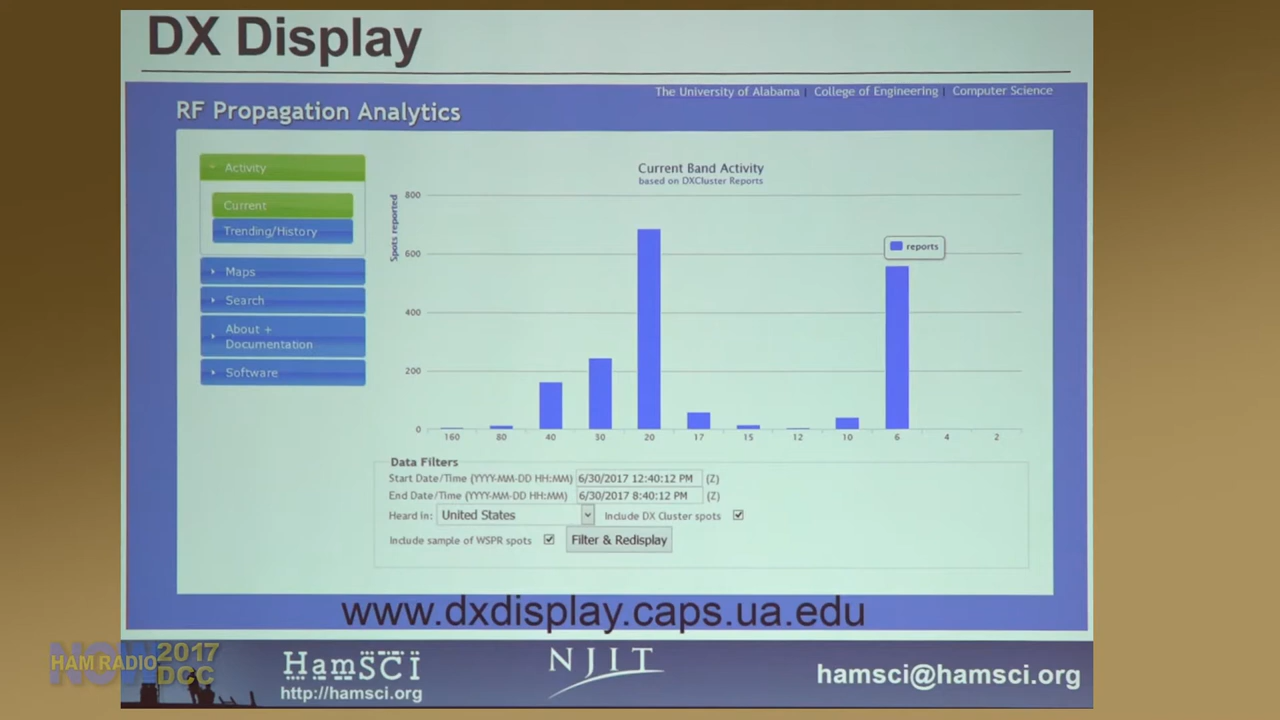 DX Display
The University of Alabama | College of Engineering | Computer Science
RF Propagation Analytics
Activity
Current
Trending/History
Maps
Search
About +
Documentation
Software
Current Band Activity
based on DXCluster Reports
Spots reported
800
600
400
200
0
reports
160 80 40 30 20 17 15 12 10 6 4 2
Data Filters
Start Date/Time (YYYY-MM-DD HH:MM) 6/30/2017 12:40:12 PM (Z)
End Date/Time (YYYY-MM-DD HH:MM) 6/30/2017 8:40:12 PM (Z)
Heard In: United States Include DX Cluster spots
Include sample of WSPR spots Filter & Redisplay
www.dxdisplay.caps.ua.edu
NOW
HAM RADIO 2017
DCC
HamSCI
http://hamsci.org
NJIT
hamsci@hamsci.org